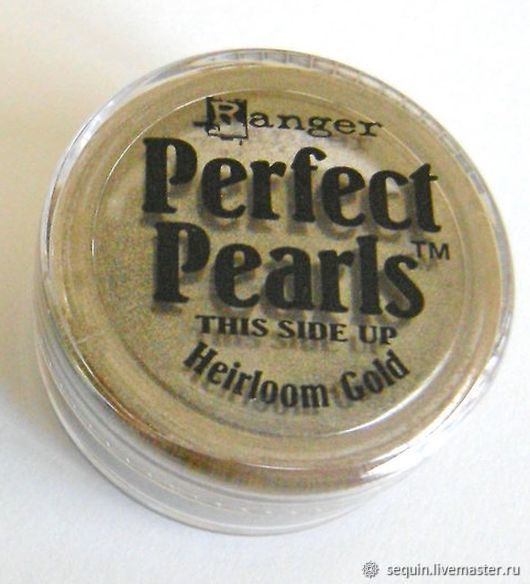 Ranger
Perfect
Pearls™
THIS SIDE UP
Heirloom Gold
sequin.livemaster.ru